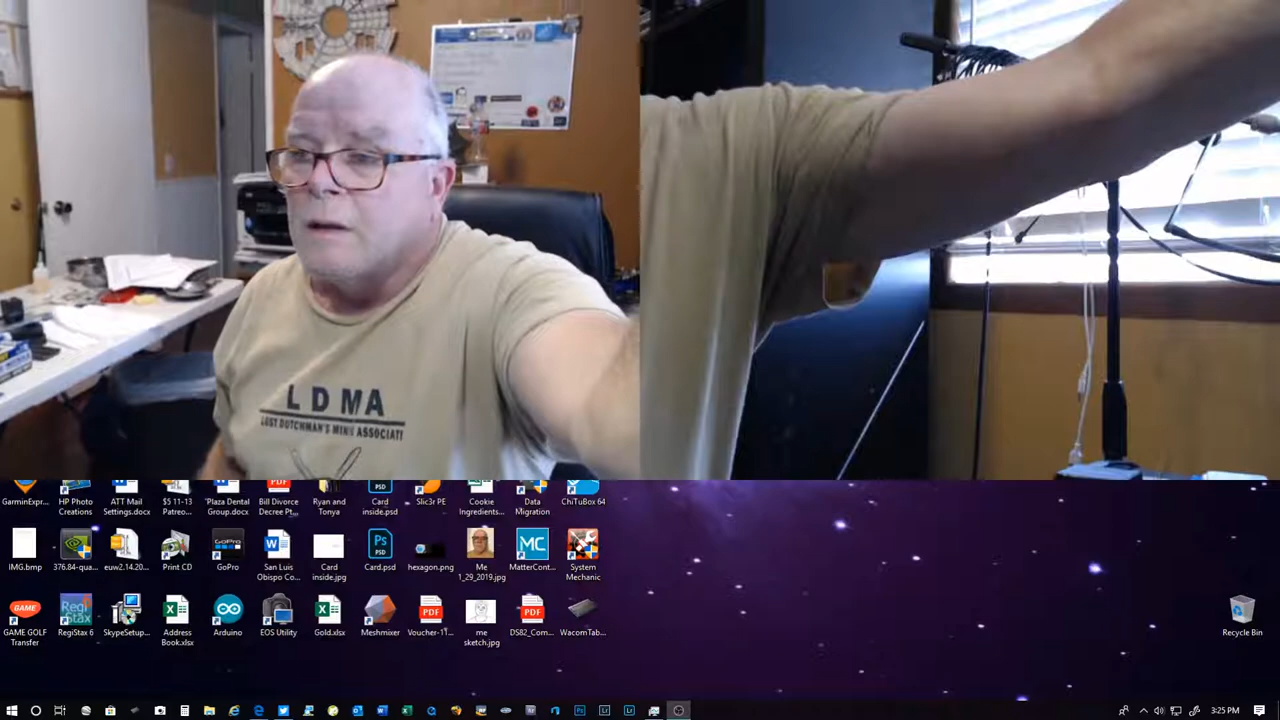 L D M A
LOST DUTCHMAN'S MINING ASSOCIATI
GarminExpr...
HP Photo Creations
ATT Mail Settings.docx
$5 11-13 Patreo...
Plaza Dental Group.docx
Bill Divorce Decree Pt...
Ryan and Tonya
Card inside.psd
Slic3r PE
Cookie Ingredients...
Data Migration
ChiTuBox 64
IMG.bmp
376.84-qua...
euw2.14.20...
Print CD
GoPro
San Luis Obispo Co...
Card inside.jpg
Card.psd
hexagon.png
Me 1_29_2019.jpg
MatterCont...
System Mechanic
GAME GOLF Transfer
RegiStax 6
SkypeSetup...
Address Book.xlsx
Arduino
EOS Utility
Gold.xlsx
Meshmixer
Voucher-1T...
me sketch.jpg
DS82_Com...
WacomTab...
Recycle Bin
3:25 PM